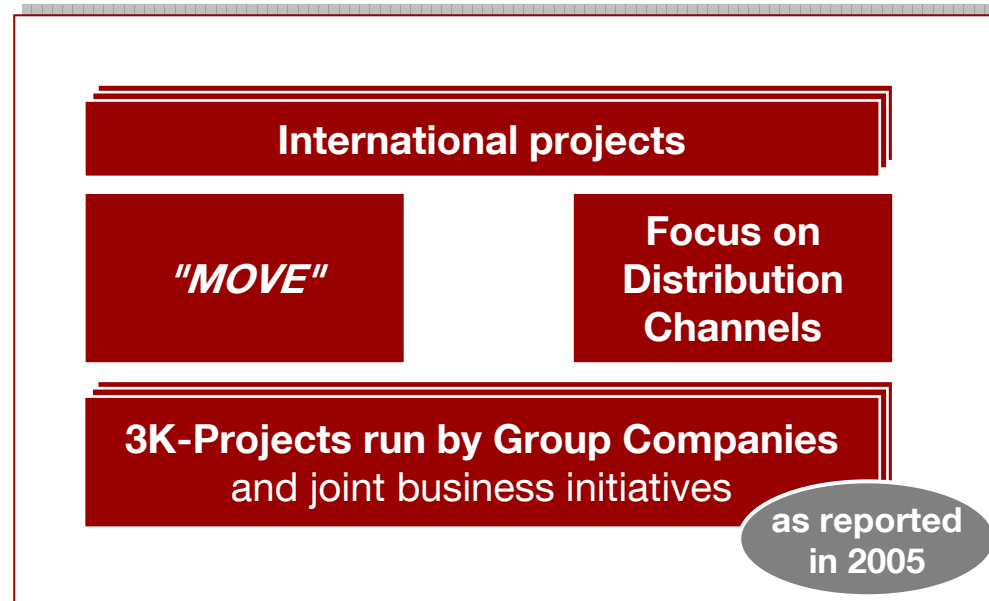 International projects
"MOVE"
Focus on
Distribution
Channels
3K-Projects run by Group Companies
and joint business initiatives
as reported
in 2005